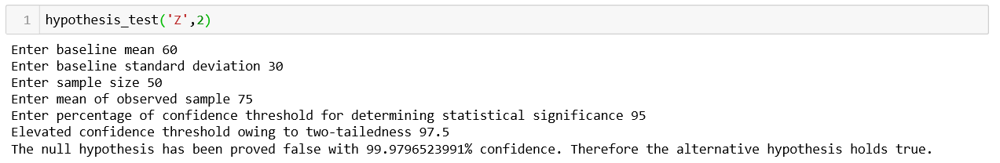 1 hypothesis_test('Z',2)
Enter baseline mean 60
Enter baseline standard deviation 30
Enter sample size 50
Enter mean of observed sample 75
Enter percentage of confidence threshold for determining statistical significance 95
Elevated confidence threshold owing to two-tailedness 97.5
The null hypothesis has been proved false with 99.9796523991% confidence. Therefore the alternative hypothesis holds true.